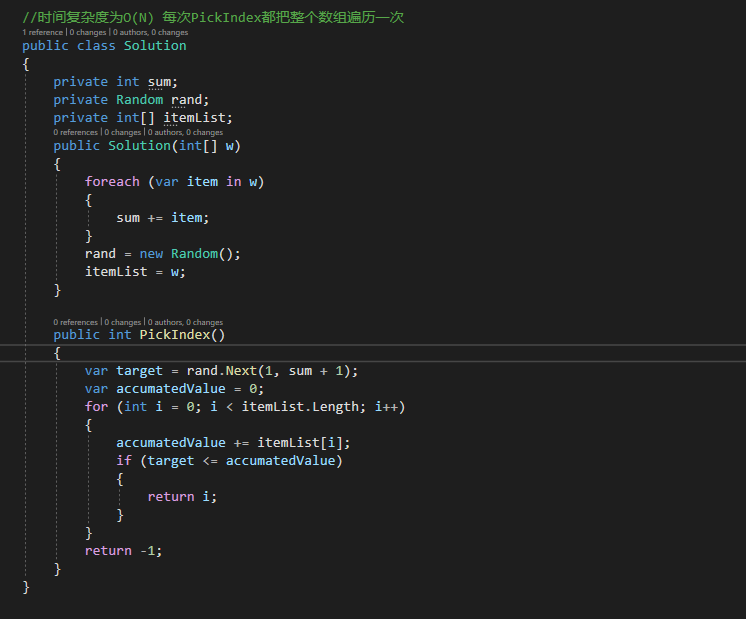 //时间复杂度为O(N) 每次PickIndex都把整个数组遍历一次
1 reference | 0 changes | 0 authors, 0 changes
public class Solution
{
private int sum;
private Random rand;
private int[] itemList;
0 references | 0 changes | 0 authors, 0 changes
public Solution(int[] w)
{
foreach (var item in w)
{
sum += item;
}
rand = new Random();
itemList = w;
}
0 references | 0 changes | 0 authors, 0 changes
public int PickIndex()
{
var target = rand.Next(1, sum + 1);
var accumatedValue = 0;
for (int i = 0; i < itemList.Length; i++)
{
accumatedValue += itemList[i];
if (target <= accumatedValue)
{
return i;
}
}
return -1;
}
}